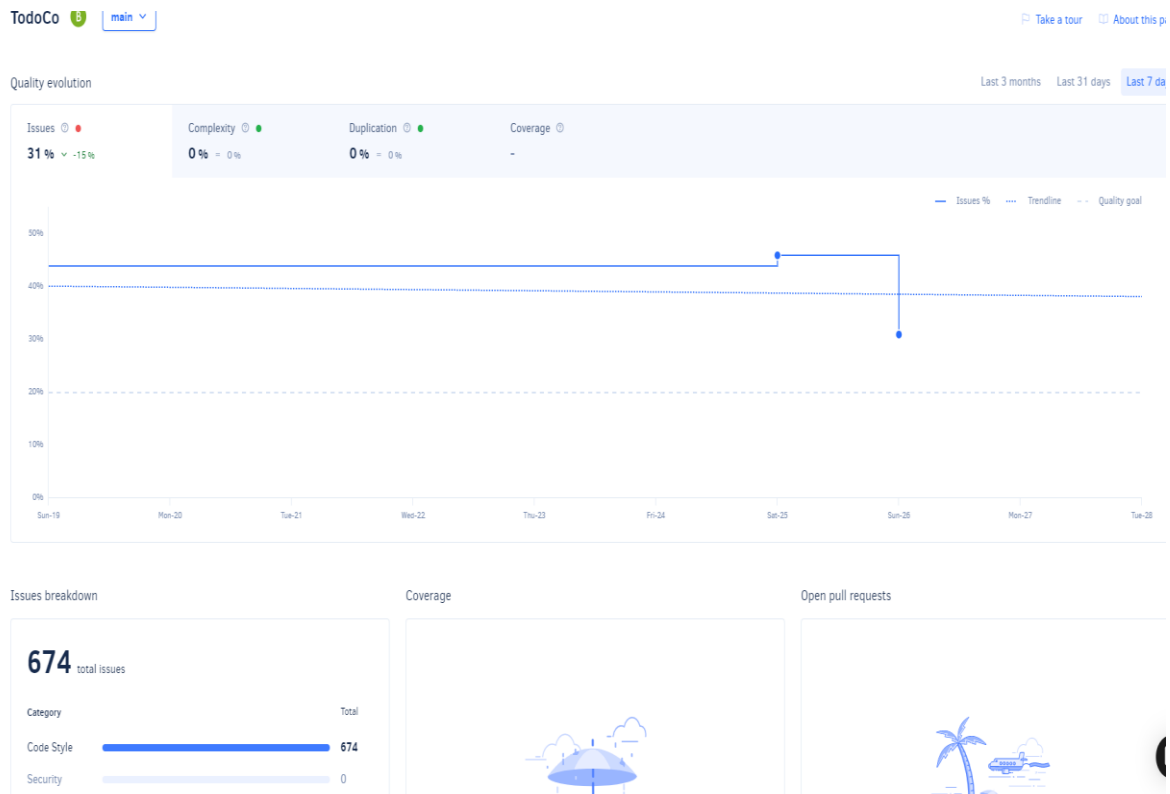 TodoCo B main
Take a tour About this pa
Quality evolution
Last 3 months Last 31 days Last 7 da
Issues Complexity Duplication Coverage
31 % -15 % 0 % = 0 % 0 % = 0 % -
Issues % Trendline Quality goal
50%
40%
30%
20%
10%
0%
Sun-19 Mon-20 Tue-21 Wed-22 Thu-23 Fri-24 Sat-25 Sun-26 Mon-27 Tue-28
Issues breakdown Coverage Open pull requests
674 total issues
Category Total
Code Style 674
Security 0